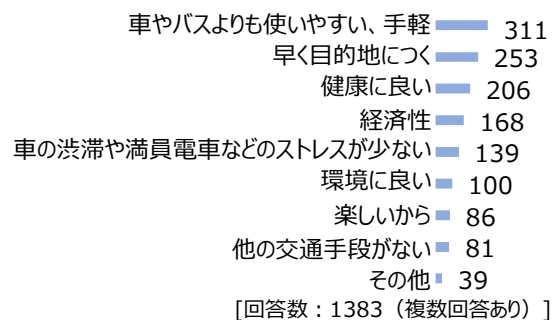 車やバスよりも使いやすい、手軽 311
早く目的地につく 253
健康に良い 206
経済性 168
車の渋滞や満員電車などのストレスが少ない 139
環境に良い 100
楽しいから 86
他の交通手段がない 81
その他 39
[回答数：1383（複数回答あり）]